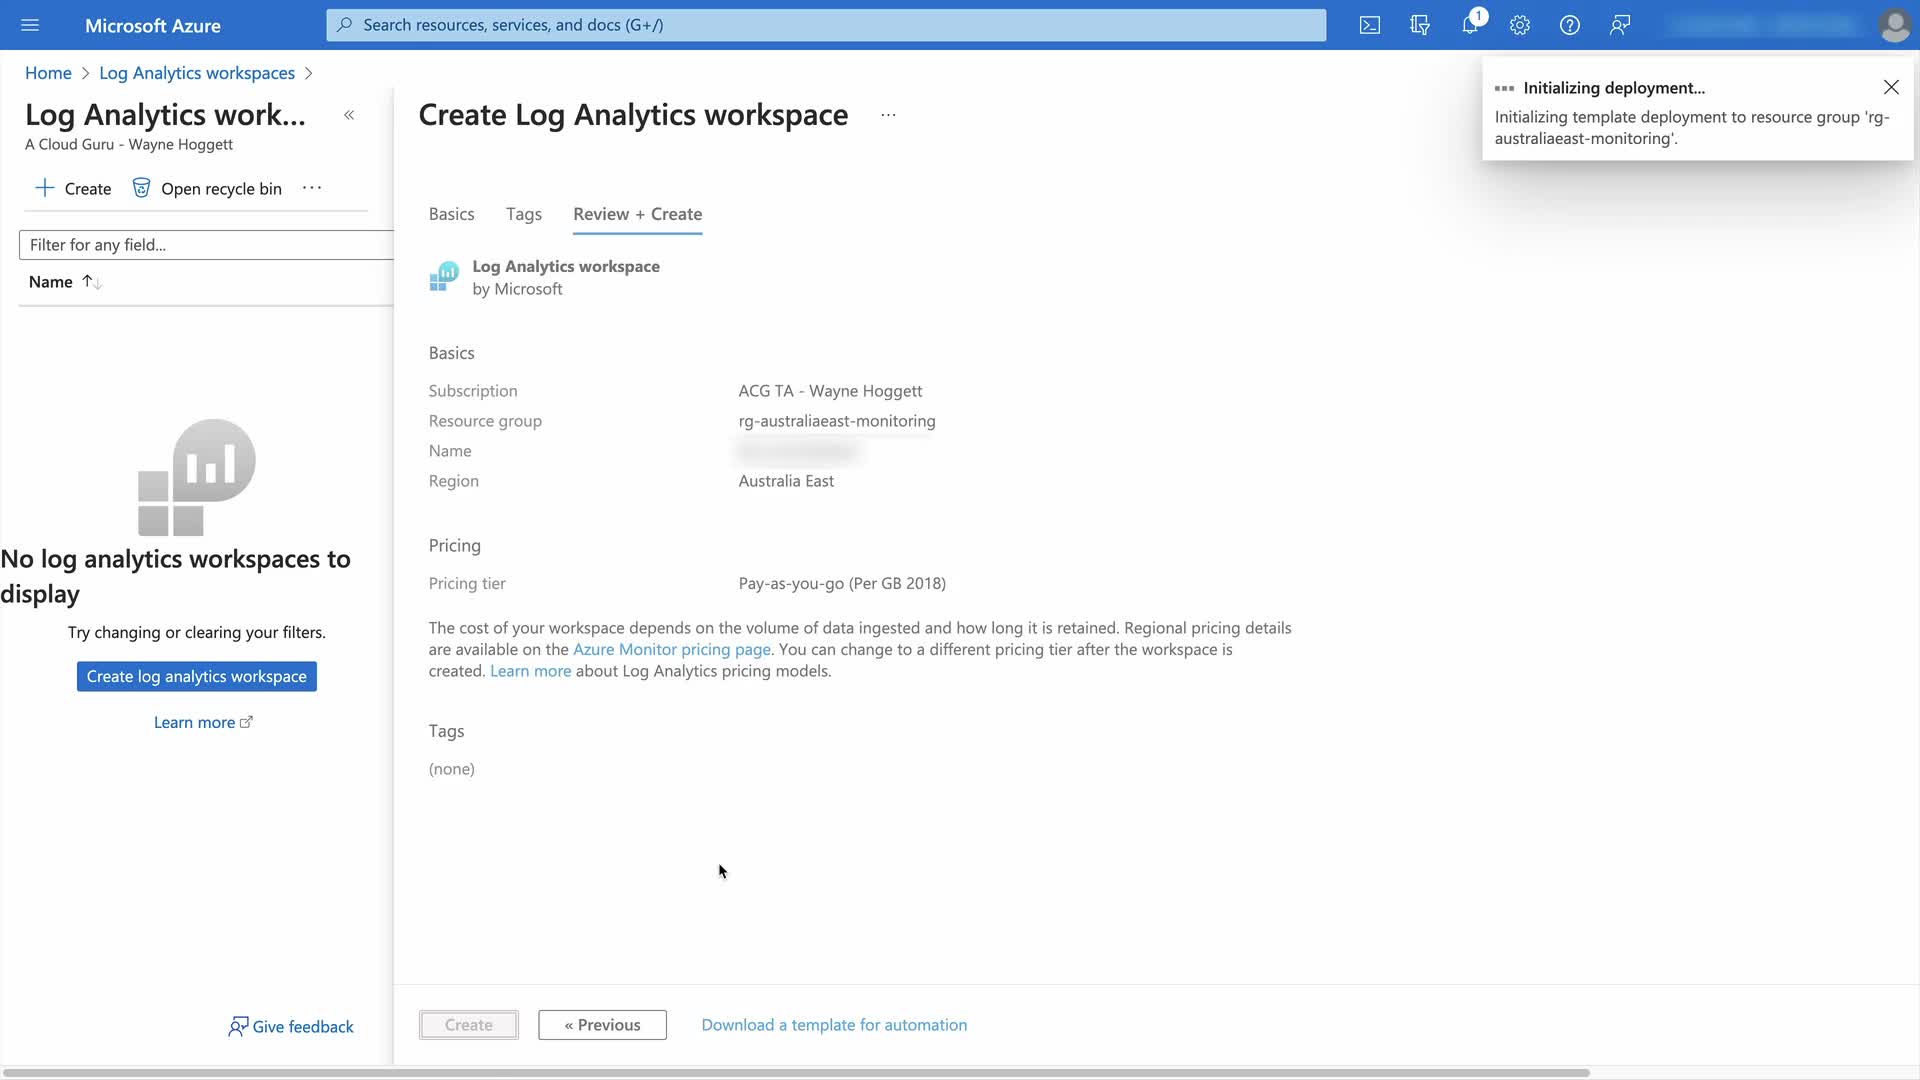 Microsoft Azure
Search resources, services, and docs (G+/)
1
Home > Log Analytics workspaces >
Log Analytics work...
«
A Cloud Guru - Wayne Hoggett
+ Create
Open recycle bin
···
Filter for any field...
Name ↑↓
No log analytics workspaces to
display
Try changing or clearing your filters.
Create log analytics workspace
Learn more
Give feedback
Create Log Analytics workspace
···
Basics
Tags
Review + Create
Log Analytics workspace
by Microsoft
Basics
Subscription
ACG TA - Wayne Hoggett
Resource group
rg-australiaeast-monitoring
Name
Region
Australia East
Pricing
Pricing tier
Pay-as-you-go (Per GB 2018)
The cost of your workspace depends on the volume of data ingested and how long it is retained. Regional pricing details
are available on the Azure Monitor pricing page. You can change to a different pricing tier after the workspace is
created. Learn more about Log Analytics pricing models.
Tags
(none)
Create
« Previous
Download a template for automation
Initializing deployment...
Initializing template deployment to resource group 'rg-
australiaeast-monitoring'.